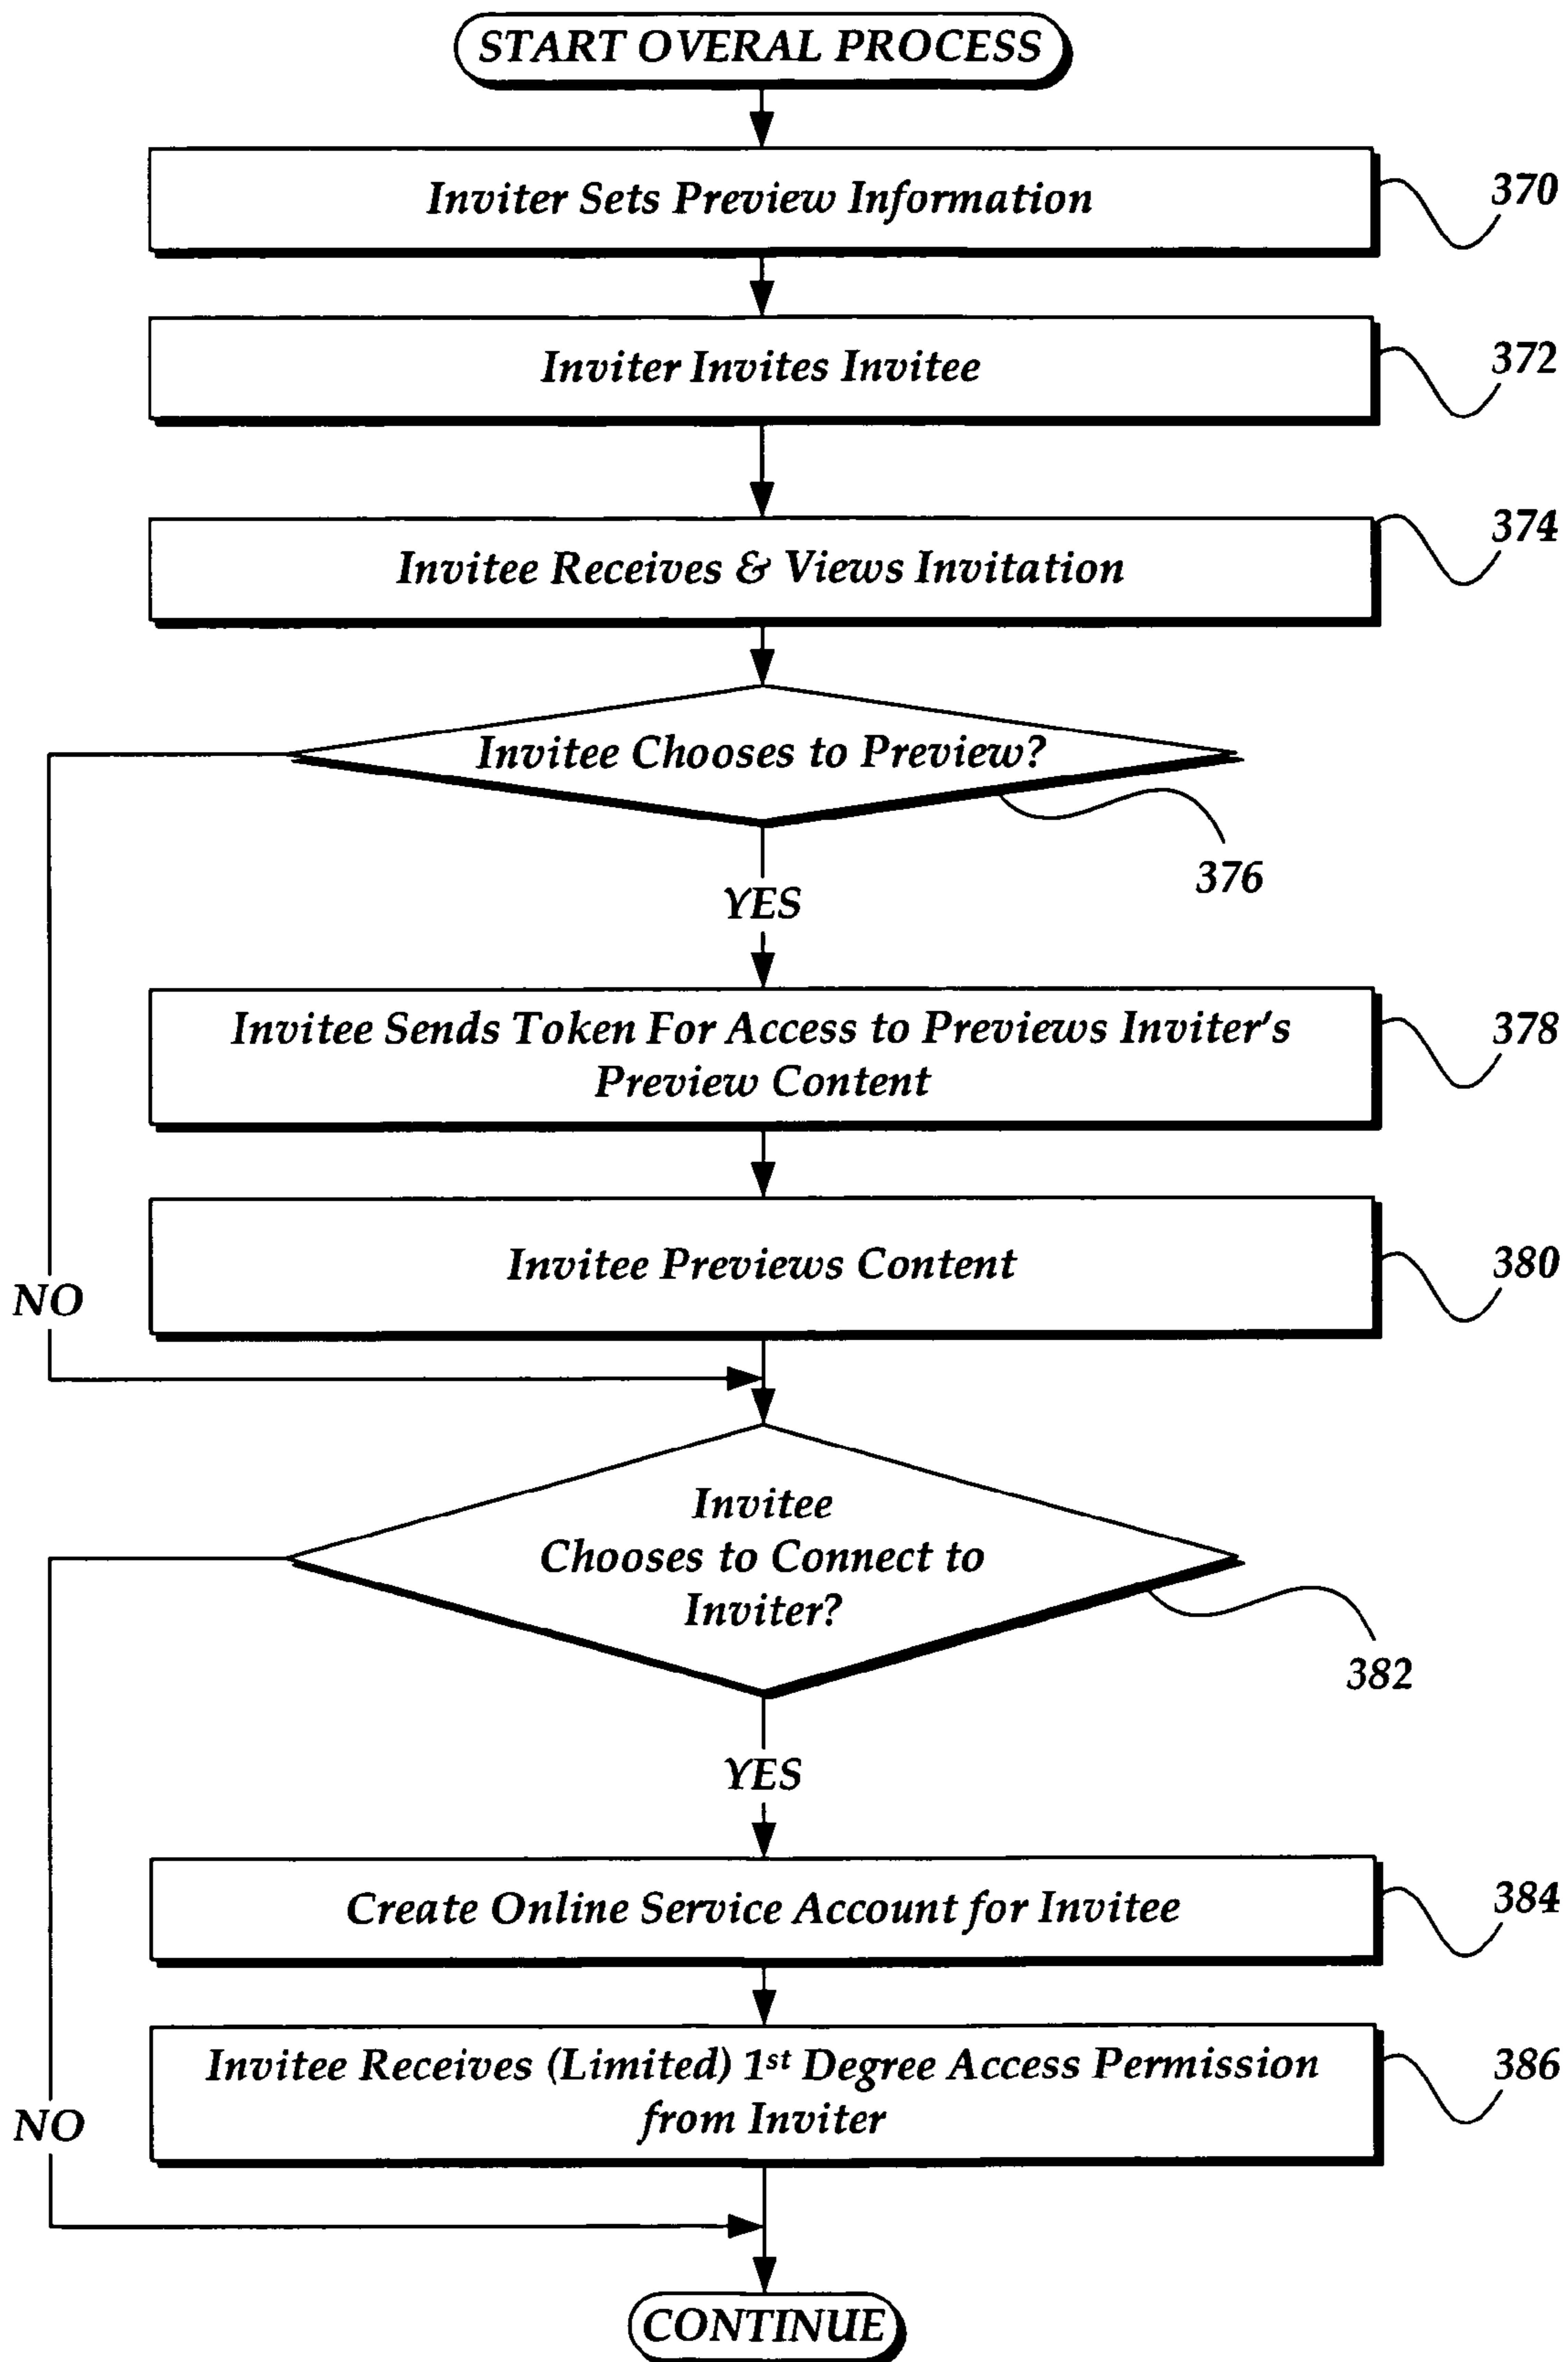 START OVERAL PROCESS
Inviter Sets Preview Information
370
Inviter Invites Invitee
372
Invitee Receives & Views Invitation
374
Invitee Chooses to Preview?
376
YES
Invitee Sends Token For Access to Previews Inviter's
Preview Content
378
Invitee Previews Content
380
NO
Invitee
Chooses to Connect to
Inviter?
382
YES
Create Online Service Account for Invitee
384
Invitee Receives (Limited) 1st Degree Access Permission
from Inviter
386
NO
CONTINUE